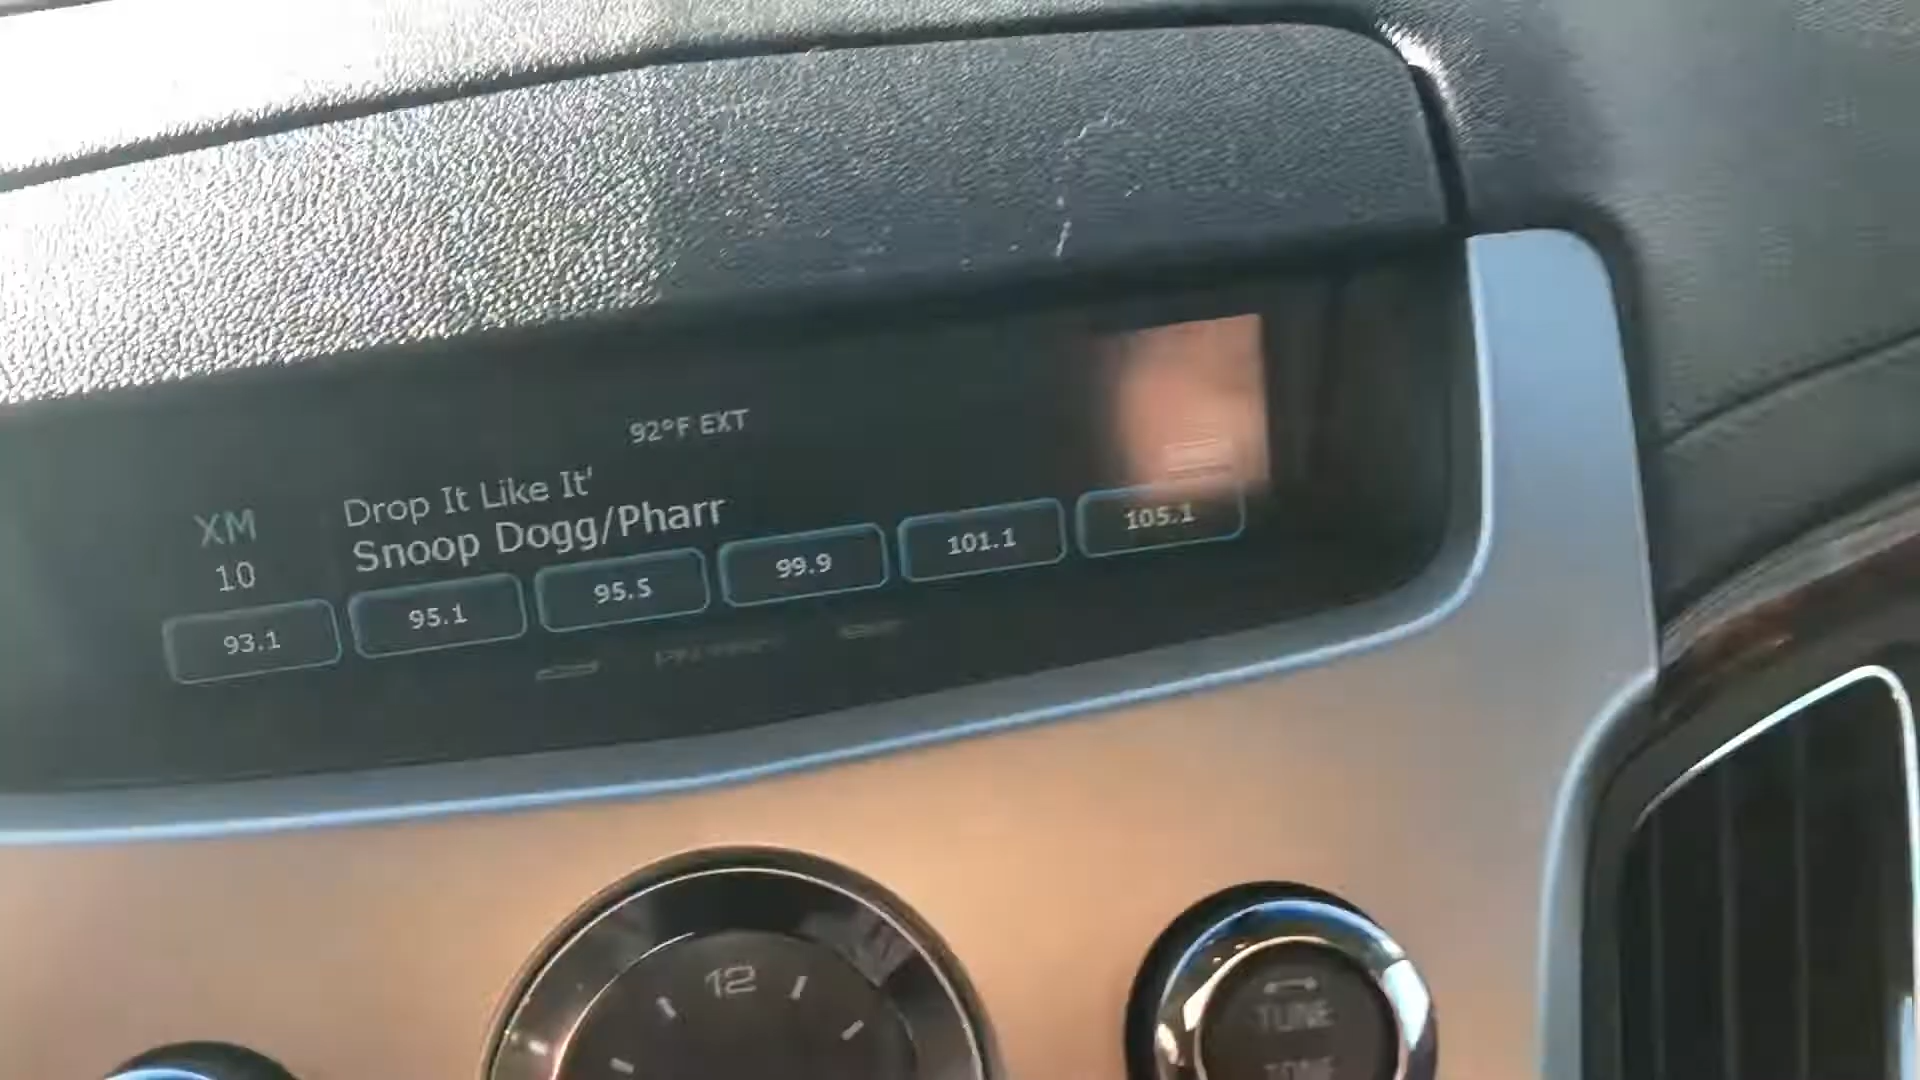 92°F EXT
Drop It Like It'
XM
Snoop Dogg/Pharr
10
93.1
95.1
95.5
99.9
101.1
105.1
12
TUNE
TONE